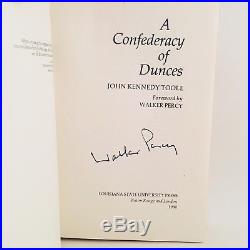 A
Confederacy
of
Dunces
JOHN KENNEDY TOOLE
Foreword by
WALKER PERCY
Walker Percy
LOUISIANA STATE UNIVERSITY PRESS
Baton Rouge and London
1980